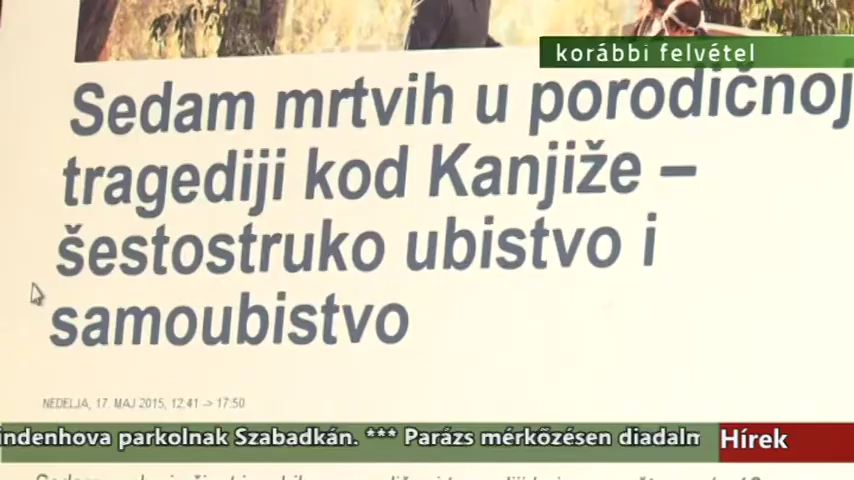 korábbi felvétel
Sedam mrtvih u porodičnoj
tragediji kod Kanjiže –
šestostruko ubistvo i
samoubistvo
NEDELJA, 17. MAJ 2015, 12:41 -> 17:50
indenhova parkolnak Szabadkán. *** Parázs mérkőzésen diadalm
Hírek